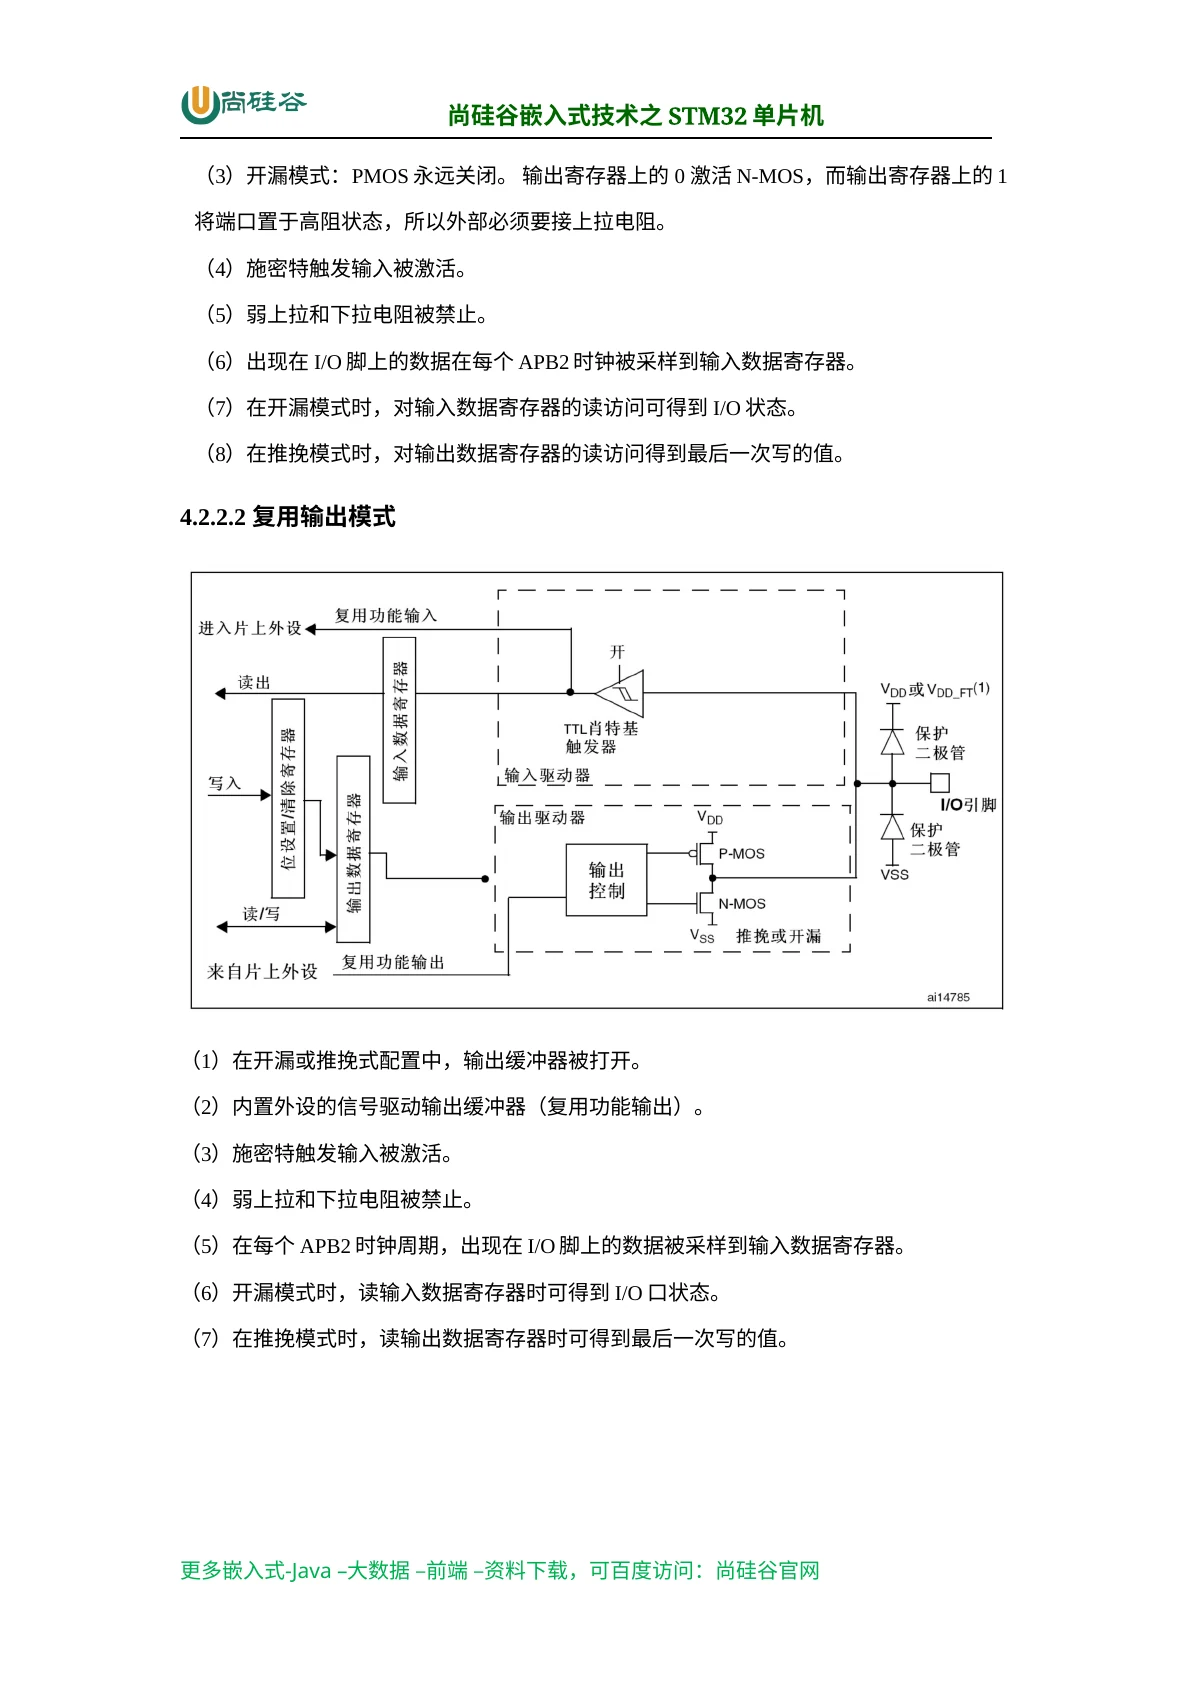 尚硅谷
尚硅谷嵌入式技术之 STM32 单片机
（3）开漏模式：PMOS 永远关闭。 输出寄存器上的 0 激活 N-MOS，而输出寄存器上的 1
将端口置于高阻状态，所以外部必须要接上拉电阻。
（4）施密特触发输入被激活。
（5）弱上拉和下拉电阻被禁止。
（6）出现在 I/O 脚上的数据在每个 APB2 时钟被采样到输入数据寄存器。
（7）在开漏模式时，对输入数据寄存器的读访问可得到 I/O 状态。
（8）在推挽模式时，对输出数据寄存器的读访问得到最后一次写的值。
4.2.2.2 复用输出模式
进入片上外设
复用功能输入
开
读出
输入数据寄存器
TTL肖特基
触发器
输入驱动器
VDD或VDD_FT(1)
保护
二极管
I/O引脚
保护
二极管
VSS
写入
位设置/清除寄存器
输出数据寄存器
输出驱动器
VDD
P-MOS
输出
控制
N-MOS
VSS
推挽或开漏
读/写
来自片上外设
复用功能输出
ai14785
（1）在开漏或推挽式配置中，输出缓冲器被打开。
（2）内置外设的信号驱动输出缓冲器（复用功能输出）。
（3）施密特触发输入被激活。
（4）弱上拉和下拉电阻被禁止。
（5）在每个 APB2 时钟周期，出现在 I/O 脚上的数据被采样到输入数据寄存器。
（6）开漏模式时，读输入数据寄存器时可得到 I/O 口状态。
（7）在推挽模式时，读输出数据寄存器时可得到最后一次写的值。
更多嵌入式-Java –大数据 –前端 –资料下载，可百度访问：尚硅谷官网